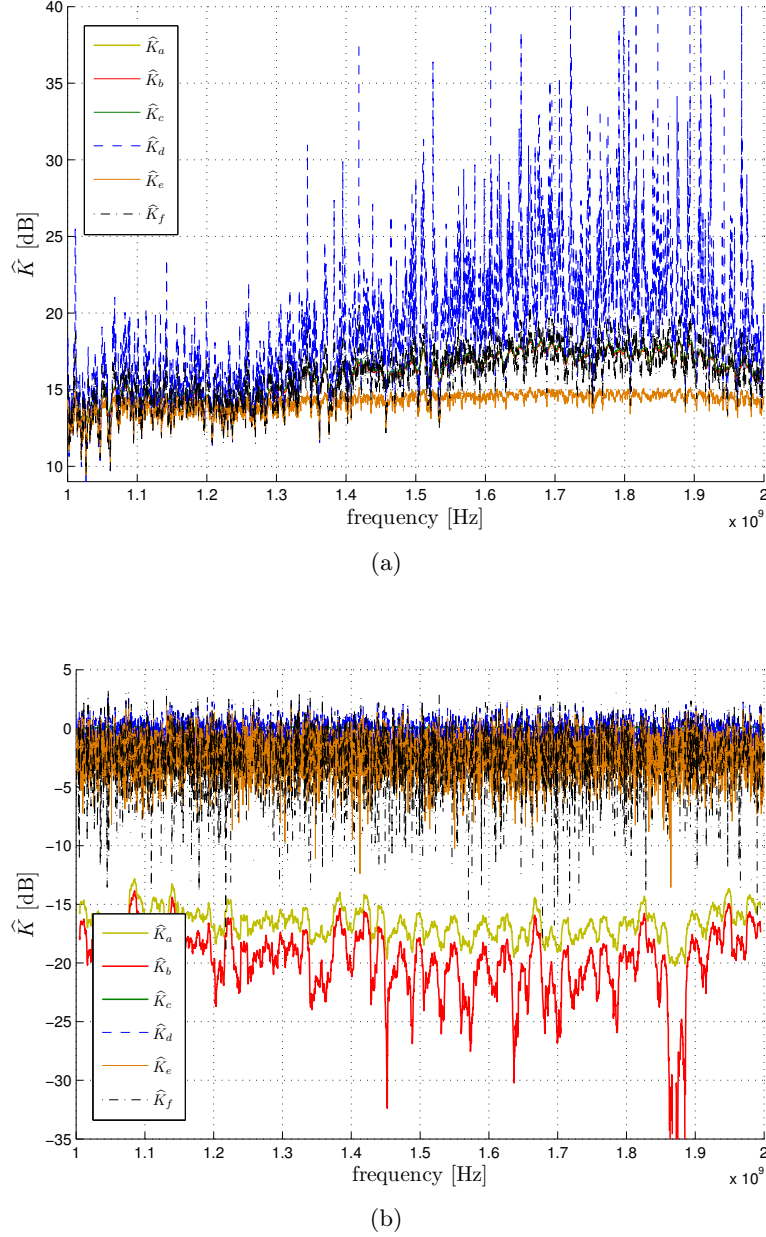 40
35
30
25
20
15
10
K̂ [dB]
K̂a
K̂b
K̂c
K̂d
K̂e
K̂f
1 1.1 1.2 1.3 1.4 1.5 1.6 1.7 1.8 1.9 2
x 10⁹
frequency [Hz]
(a)
5
0
−5
−10
−15
−20
−25
−30
−35
K̂ [dB]
K̂a
K̂b
K̂c
K̂d
K̂e
K̂f
1 1.1 1.2 1.3 1.4 1.5 1.6 1.7 1.8 1.9 2
x 10⁹
frequency [Hz]
(b)